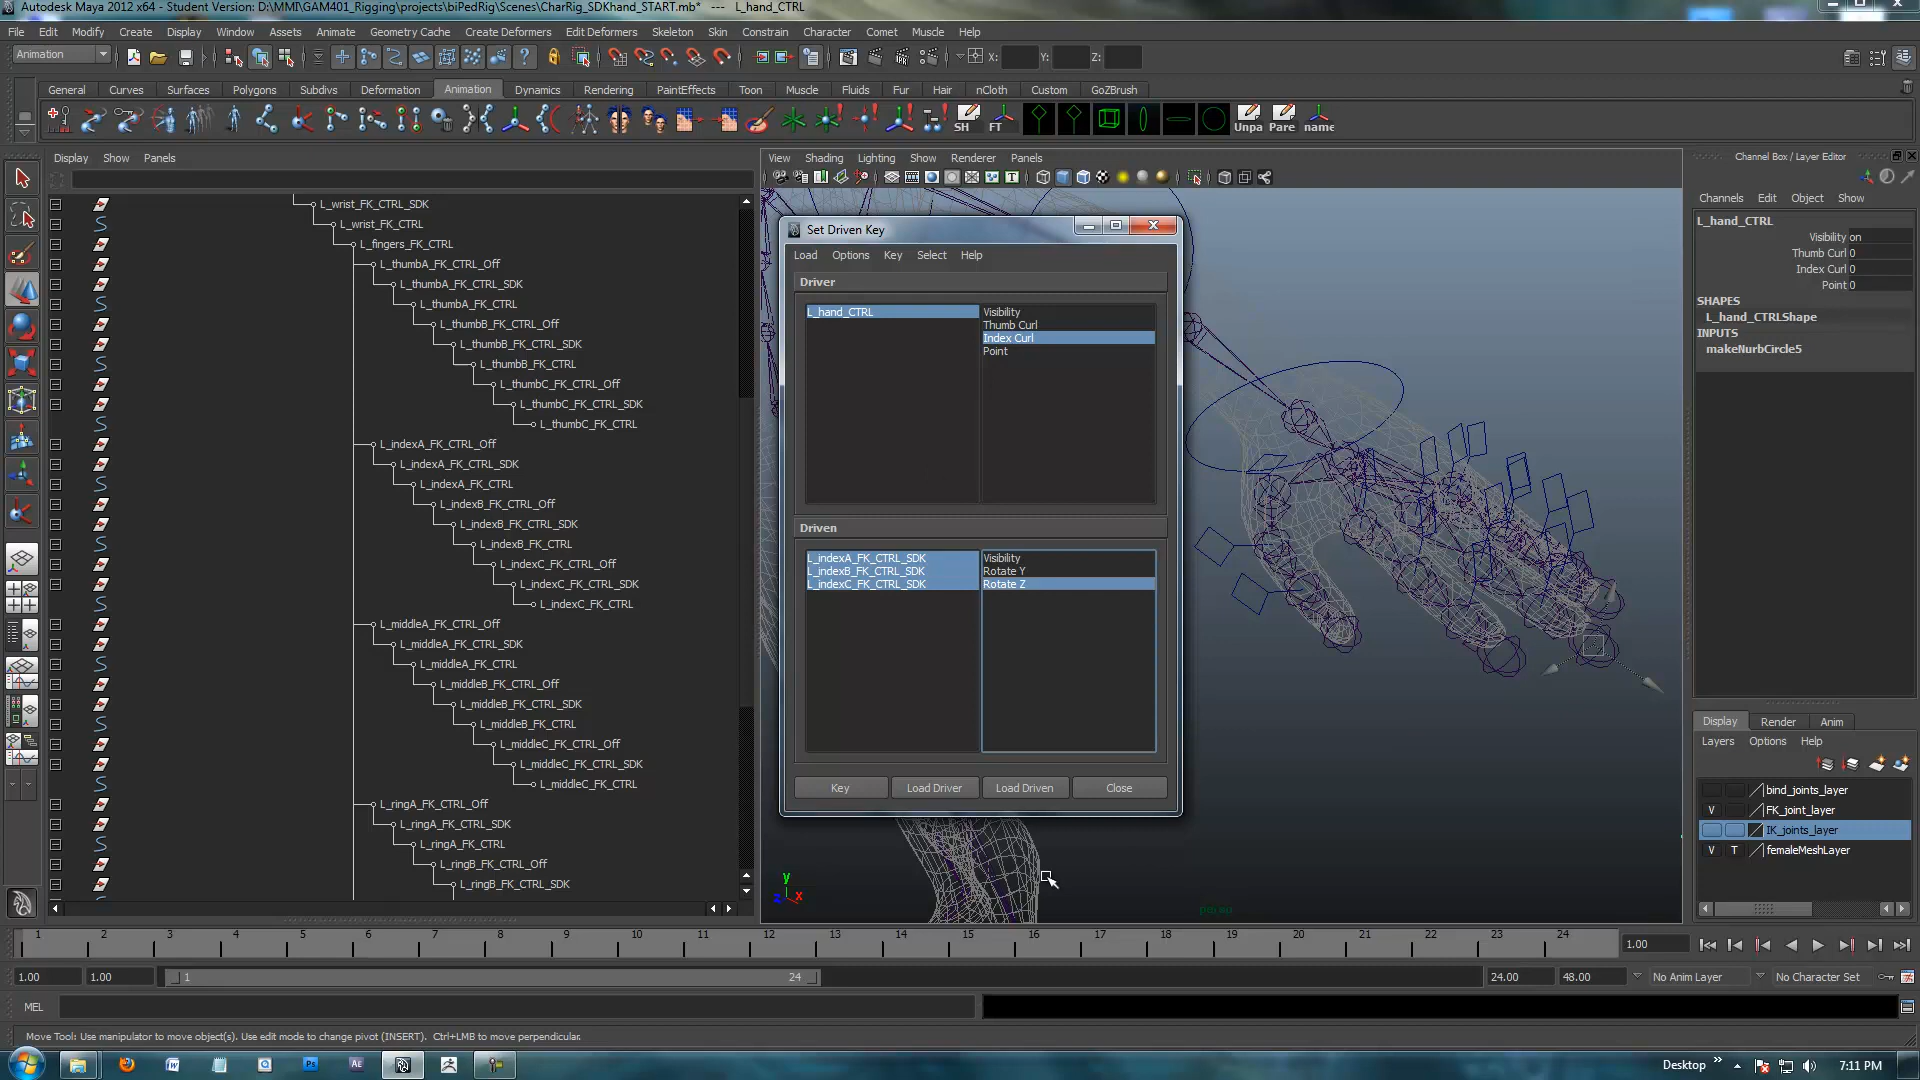 Autodesk Maya 2012 x64 - Student Version: D:\MMI\GAM401_Rigging\projects\biPedRig\Scenes\CharRig_SDKhand_START.mb* --- L_hand_CTRL
File Edit Modify Create Display Window Assets Animate Geometry Cache Create Deformers Edit Deformers Skeleton Skin Constrain Character Comet Muscle Help
Animation X: Y: Z:
General Curves Surfaces Polygons Subdivs Deformation Animation Dynamics Rendering PaintEffects Toon Muscle Fluids Fur Hair nCloth Custom GoZBrush
SH FT Unpa Pare name
Display Show Panels
View Shading Lighting Show Renderer Panels
Channel Box / Layer Editor
Channels Edit Object Show
L_hand_CTRL
Visibility on
Thumb Curl 0
Index Curl 0
Point 0
SHAPES
L_hand_CTRLShape
INPUTS
makeNurbCircle5
L_wrist_FK_CTRL_SDK
L_wrist_FK_CTRL
L_fingers_FK_CTRL
L_thumbA_FK_CTRL_Off
L_thumbA_FK_CTRL_SDK
L_thumbA_FK_CTRL
L_thumbB_FK_CTRL_Off
L_thumbB_FK_CTRL_SDK
L_thumbB_FK_CTRL
L_thumbC_FK_CTRL_Off
L_thumbC_FK_CTRL_SDK
L_thumbC_FK_CTRL
L_indexA_FK_CTRL_Off
L_indexA_FK_CTRL_SDK
L_indexA_FK_CTRL
L_indexB_FK_CTRL_Off
L_indexB_FK_CTRL_SDK
L_indexB_FK_CTRL
L_indexC_FK_CTRL_Off
L_indexC_FK_CTRL_SDK
L_indexC_FK_CTRL
L_middleA_FK_CTRL_Off
L_middleA_FK_CTRL_SDK
L_middleA_FK_CTRL
L_middleB_FK_CTRL_Off
L_middleB_FK_CTRL_SDK
L_middleB_FK_CTRL
L_middleC_FK_CTRL_Off
L_middleC_FK_CTRL_SDK
L_middleC_FK_CTRL
L_ringA_FK_CTRL_Off
L_ringA_FK_CTRL_SDK
L_ringA_FK_CTRL
L_ringB_FK_CTRL_Off
L_ringB_FK_CTRL_SDK
Set Driven Key
Load Options Key Select Help
Driver
L_hand_CTRL
Visibility
Thumb Curl
Index Curl
Point
Driven
L_indexA_FK_CTRL_SDK
L_indexB_FK_CTRL_SDK
L_indexC_FK_CTRL_SDK
Visibility
Rotate Y
Rotate Z
Key Load Driver Load Driven Close
y
z x
Display Render Anim
Layers Options Help
bind_joints_layer
V FK_joint_layer
IK_joints_layer
V T femaleMeshLayer
1 2 3 4 5 6 7 8 9 10 11 12 13 14 15 16 17 18 19 20 21 22 23 24 1.00
1.00 1.00 1 24 24.00 48.00 No Anim Layer No Character Set
MEL
Move Tool: Use manipulator to move object(s). Use edit mode to change pivot (INSERT). Ctrl+LMB to move perpendicular.
Ps Ae Desktop 7:11 PM